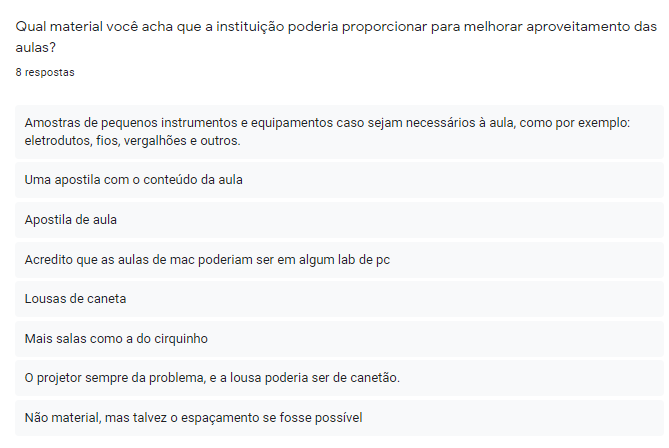 Qual material você acha que a instituição poderia proporcionar para melhorar aproveitamento das
aulas?
8 respostas
Amostras de pequenos instrumentos e equipamentos caso sejam necessários à aula, como por exemplo:
eletrodutos, fios, vergalhões e outros.
Uma apostila com o conteúdo da aula
Apostila de aula
Acredito que as aulas de mac poderiam ser em algum lab de pc
Lousas de caneta
Mais salas como a do cirquinho
O projetor sempre da problema, e a lousa poderia ser de canetão.
Não material, mas talvez o espaçamento se fosse possível